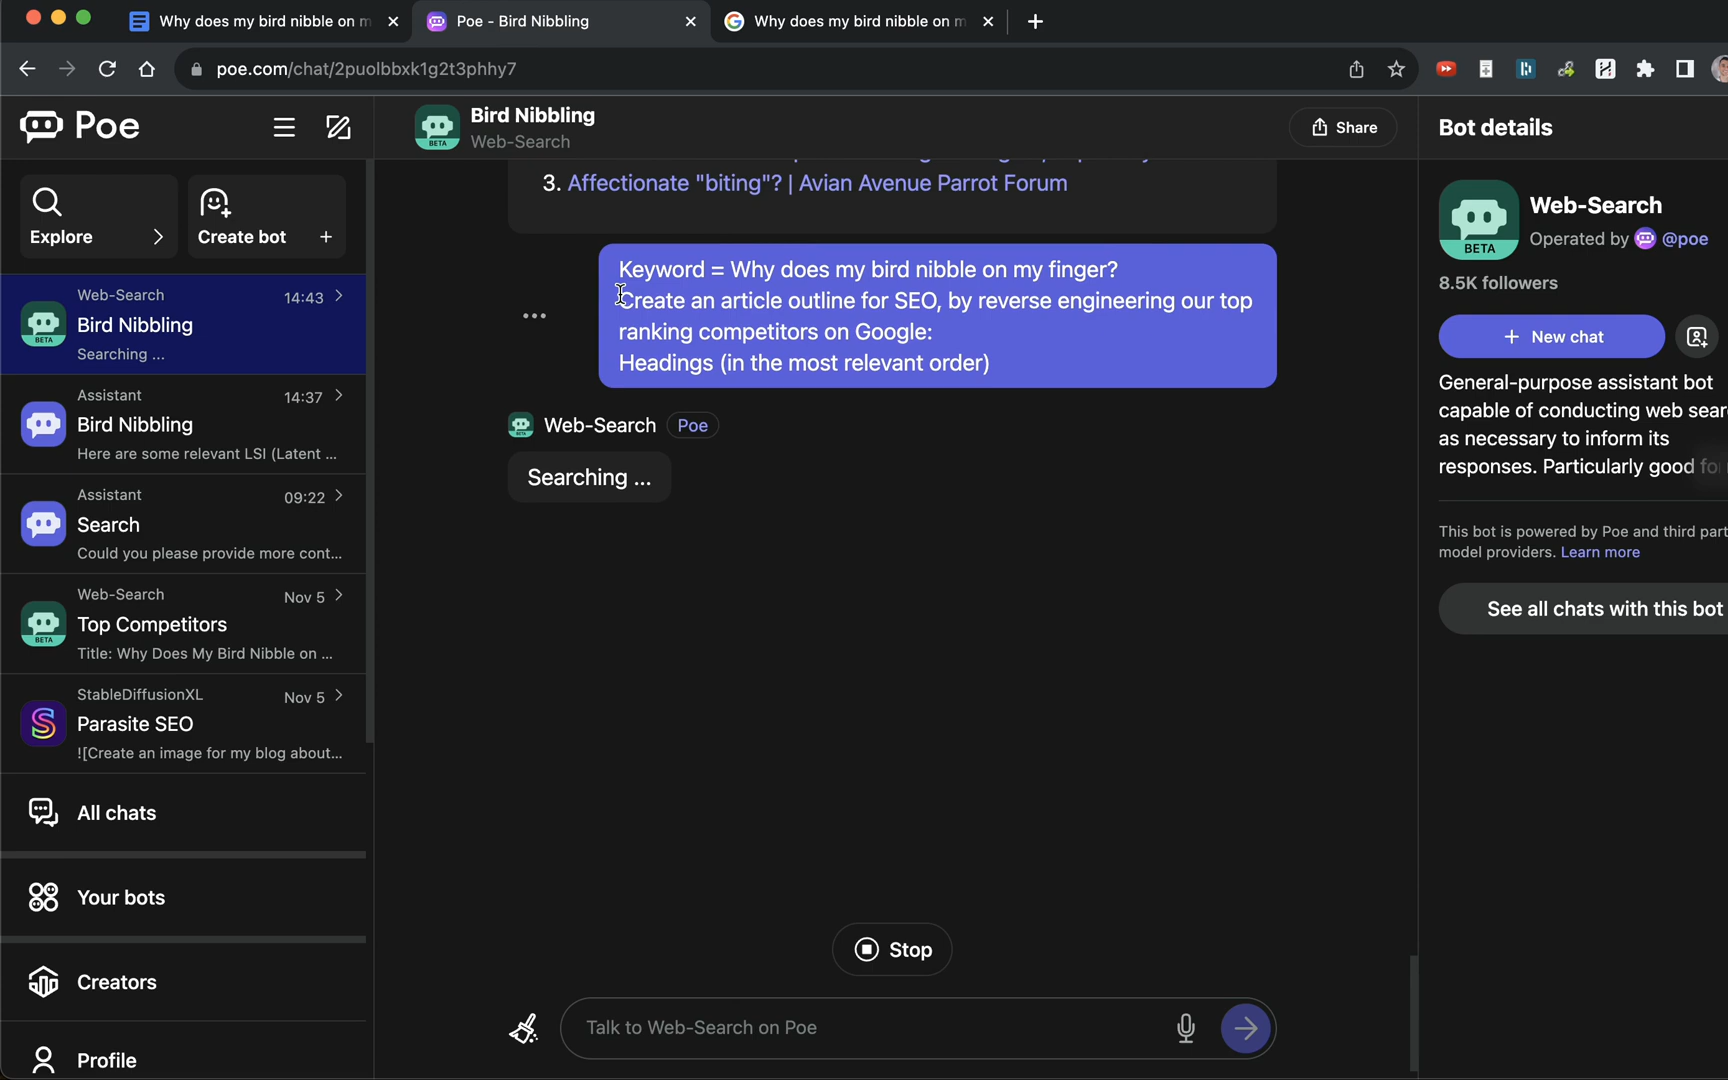 Why does my bird nibble on m
Poe - Bird Nibbling
Why does my bird nibble on m
poe.com/chat/2puolbbxk1g2t3phhy7
Poe
Explore
Create bot
Web-Search
14:43
Bird Nibbling
Searching ...
BETA
Assistant
14:37
Bird Nibbling
Here are some relevant LSI (Latent ...
Assistant
09:22
Search
Could you please provide more cont...
Web-Search
Nov 5
Top Competitors
Title: Why Does My Bird Nibble on ...
BETA
StableDiffusionXL
Nov 5
Parasite SEO
![Create an image for my blog about...
All chats
Your bots
Creators
Profile
Bird Nibbling
Web-Search
BETA
Share
3. Affectionate "biting"? | Avian Avenue Parrot Forum
Keyword = Why does my bird nibble on my finger?
Create an article outline for SEO, by reverse engineering our top
ranking competitors on Google:
Headings (in the most relevant order)
Web-Search Poe
Searching ...
Stop
Talk to Web-Search on Poe
Bot details
BETA
Web-Search
Operated by @poe
8.5K followers
+ New chat
General-purpose assistant bot
capable of conducting web sear
as necessary to inform its
responses. Particularly good fo
This bot is powered by Poe and third part
model providers. Learn more
See all chats with this bot